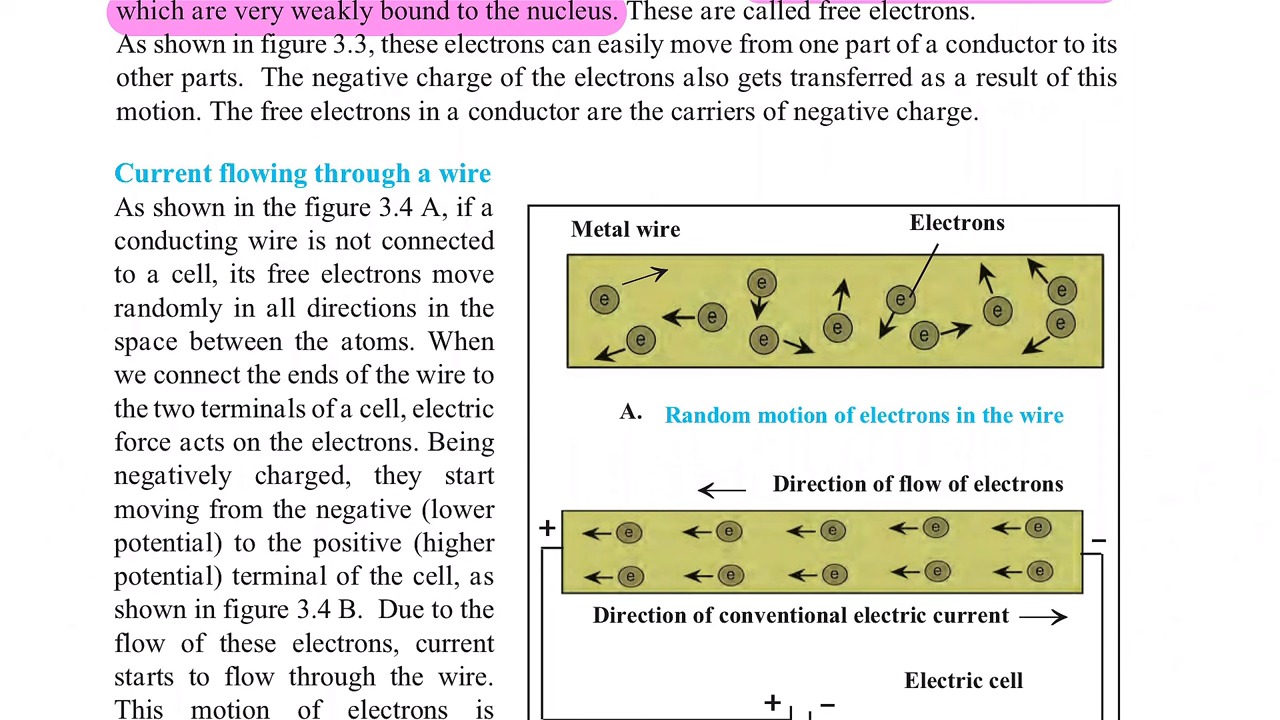 which are very weakly bound to the nucleus. These are called free electrons.
As shown in figure 3.3, these electrons can easily move from one part of a conductor to its
other parts. The negative charge of the electrons also gets transferred as a result of this
motion. The free electrons in a conductor are the carriers of negative charge.
Current flowing through a wire
As shown in the figure 3.4 A, if a
conducting wire is not connected
to a cell, its free electrons move
randomly in all directions in the
space between the atoms. When
we connect the ends of the wire to
the two terminals of a cell, electric
force acts on the electrons. Being
negatively charged, they start
moving from the negative (lower
potential) to the positive (higher
potential) terminal of the cell, as
shown in figure 3.4 B. Due to the
flow of these electrons, current
starts to flow through the wire.
This motion of electrons is
Metal wire
Electrons
e e e e e e e e e e e
A. Random motion of electrons in the wire
Direction of flow of electrons
+ −
e e e e e
e e e e e
Direction of conventional electric current
Electric cell
+ −